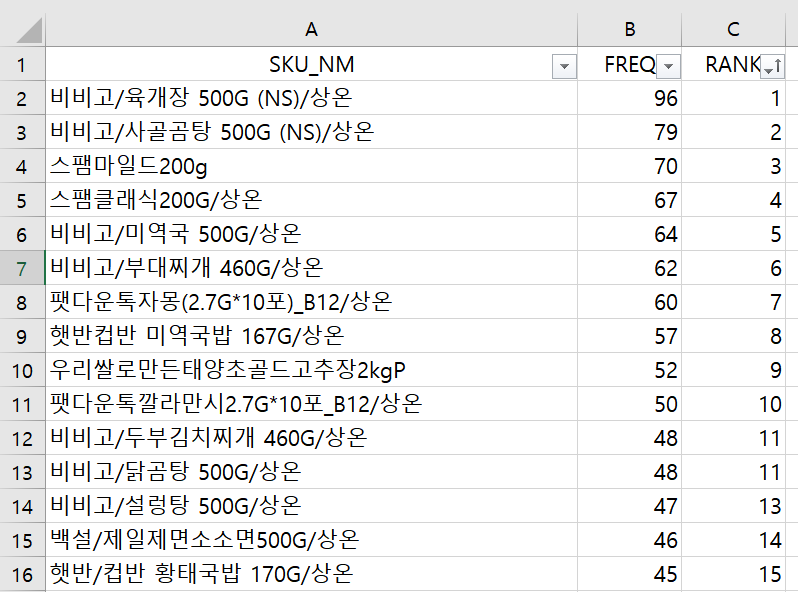 A B C
1 SKU_NM FREQ RANK
2 비비고/육개장 500G (NS)/상온 96 1
3 비비고/사골곰탕 500G (NS)/상온 79 2
4 스팸마일드200g 70 3
5 스팸클래식200G/상온 67 4
6 비비고/미역국 500G/상온 64 5
7 비비고/부대찌개 460G/상온 62 6
8 팻다운톡자몽(2.7G*10포)_B12/상온 60 7
9 햇반컵반 미역국밥 167G/상온 57 8
10 우리쌀로만든태양초골드고추장2kgP 52 9
11 팻다운톡깔라만시2.7G*10포_B12/상온 50 10
12 비비고/두부김치찌개 460G/상온 48 11
13 비비고/닭곰탕 500G/상온 48 11
14 비비고/설렁탕 500G/상온 47 13
15 백설/제일제면소소면500G/상온 46 14
16 햇반/컵반 황태국밥 170G/상온 45 15